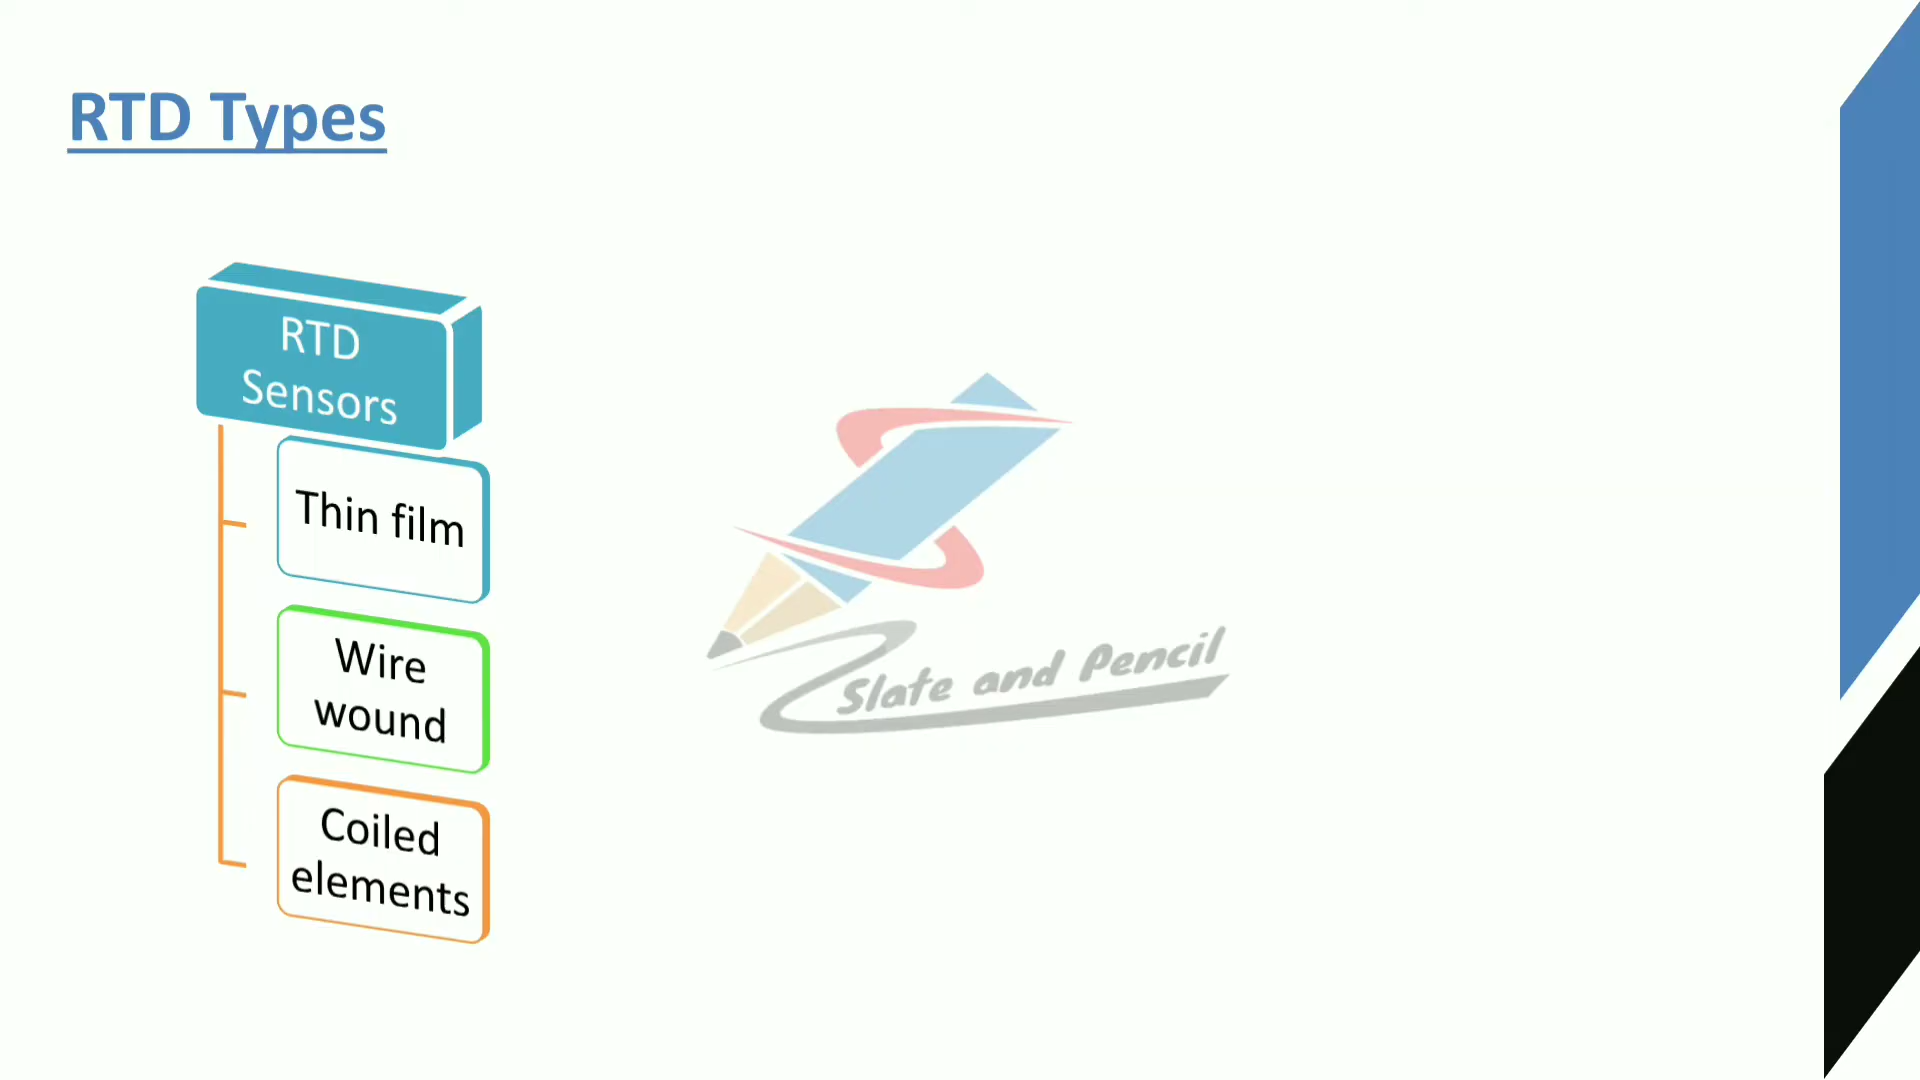 RTD Types
RTD
Sensors
Thin film
Wire
wound
Coiled
elements
Slate and Pencil